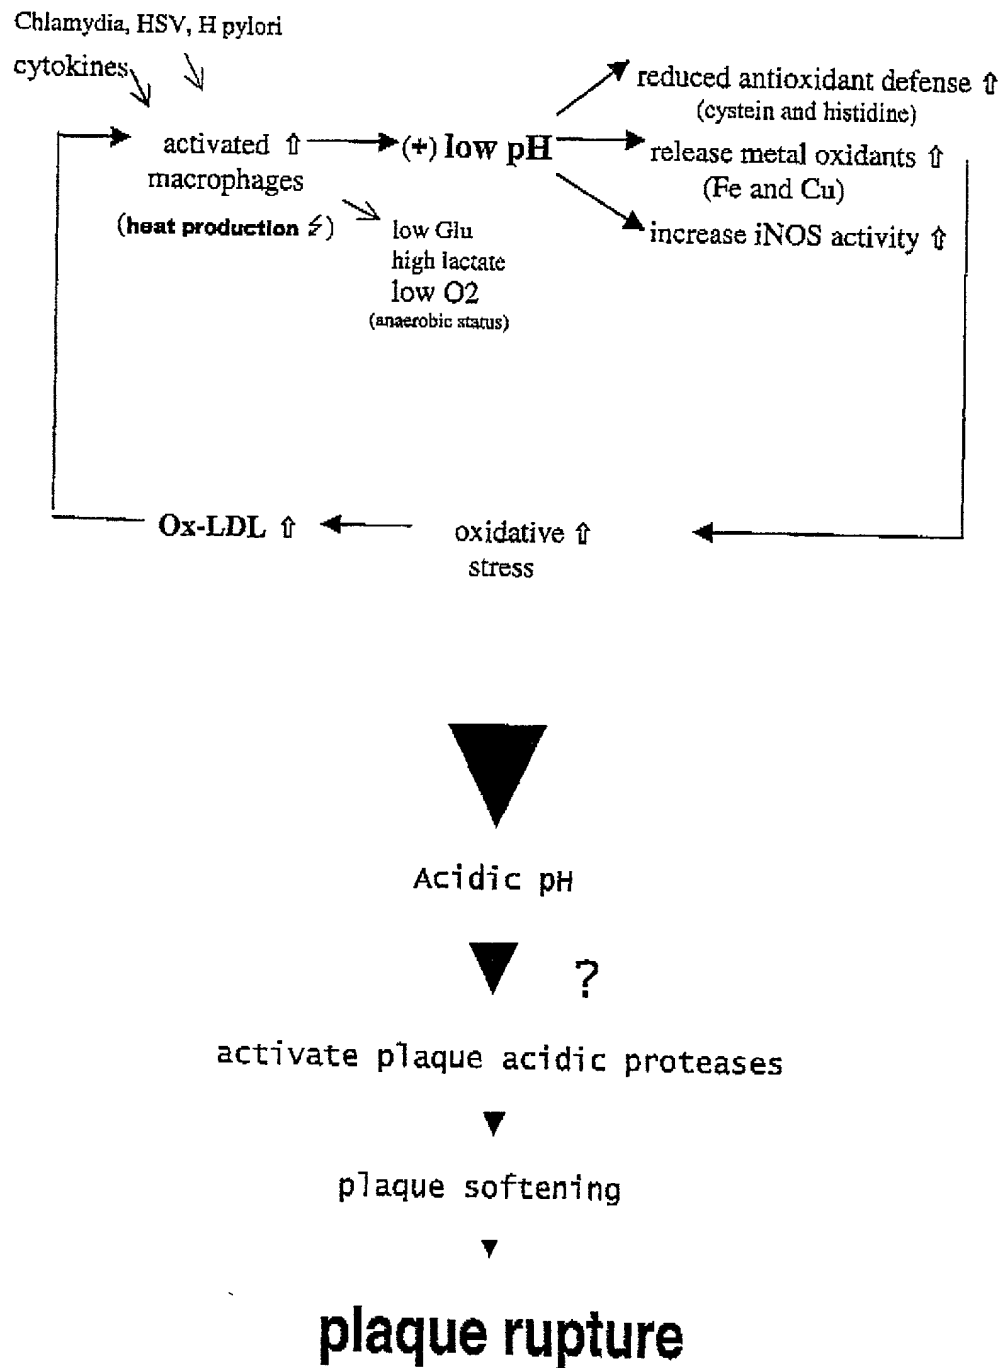 Chlamydia, HSV, H pylori
cytokines
activated ⇧
macrophages
(heat production)
(+) low pH
low Glu
high lactate
low O2
(anaerobic status)
reduced antioxidant defense ⇧
(cystein and histidine)
release metal oxidants ⇧
(Fe and Cu)
increase iNOS activity ⇧
Ox-LDL ⇧
oxidative ⇧
stress
Acidic pH
?
activate plaque acidic proteases
plaque softening
plaque rupture